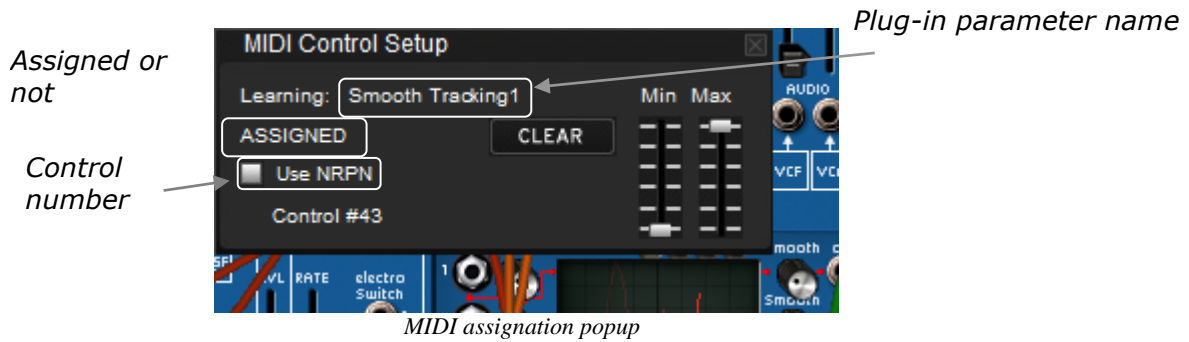 Plug-in parameter name
Assigned or
not
MIDI Control Setup
Learning: Smooth Tracking1
Min Max
ASSIGNED
CLEAR
Use NRPN
Control
number
Control #43
AUDIO
VCF
RATE
electro
Switch
1
mooth
Smooth
MIDI assignation popup